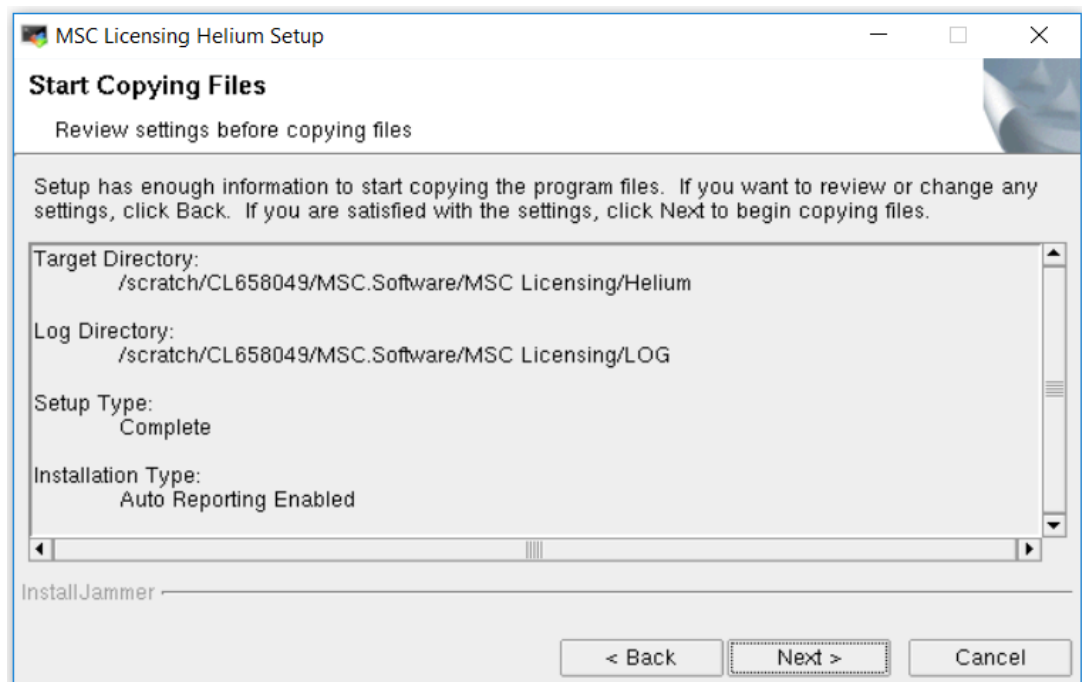 MSC Licensing Helium Setup
Start Copying Files
Review settings before copying files
Setup has enough information to start copying the program files.  If you want to review or change any
settings, click Back.  If you are satisfied with the settings, click Next to begin copying files.
Target Directory:
/scratch/CL658049/MSC.Software/MSC Licensing/Helium
Log Directory:
/scratch/CL658049/MSC.Software/MSC Licensing/LOG
Setup Type:
Complete
Installation Type:
Auto Reporting Enabled
InstallJammer
< Back
Next >
Cancel